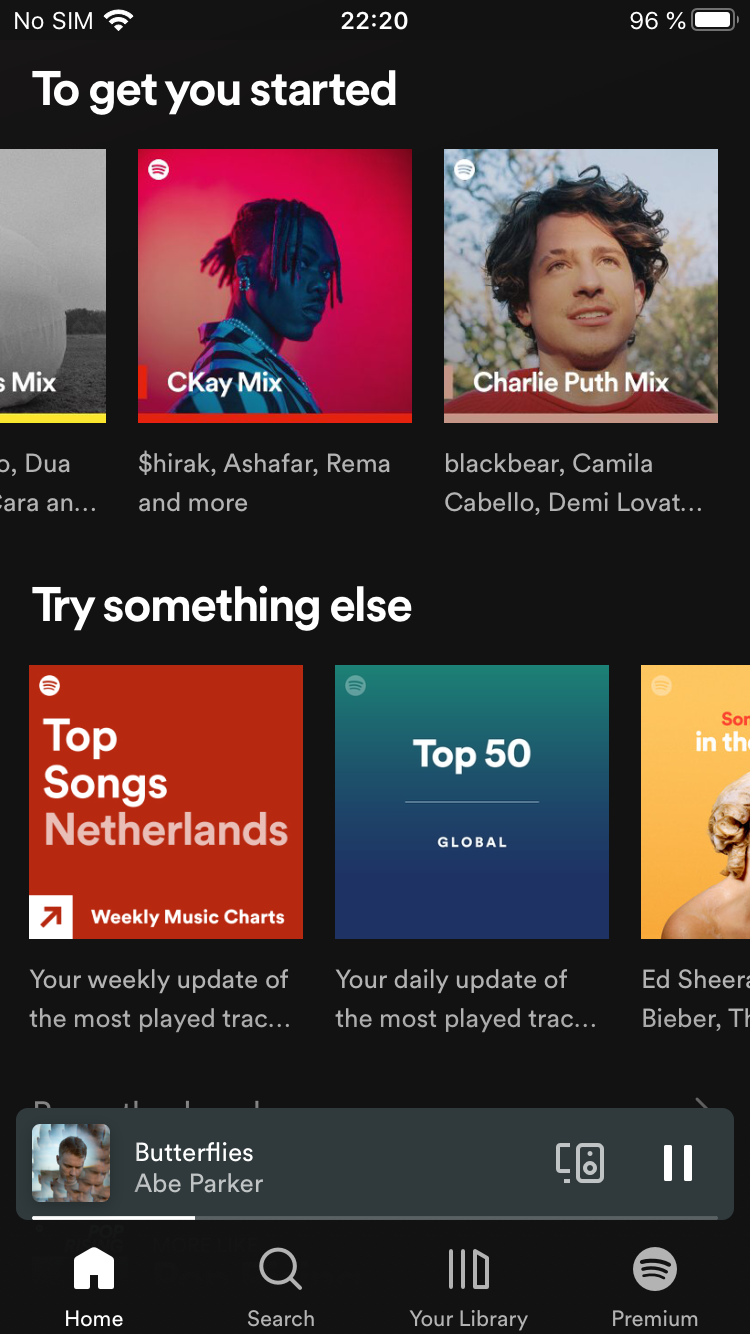 No SIM 22:20 96 %
To get you started
s Mix
CKay Mix
Charlie Puth Mix
o, Dua
Cara an...
$hirak, Ashafar, Rema
and more
blackbear, Camila
Cabello, Demi Lovat...
Try something else
Top
Songs
Netherlands
Weekly Music Charts
Top 50
GLOBAL
in the
Your weekly update of
the most played trac...
Your daily update of
the most played trac...
Ed Sheera
Bieber, Th
Butterflies
Abe Parker
Home
Search
Your Library
Premium